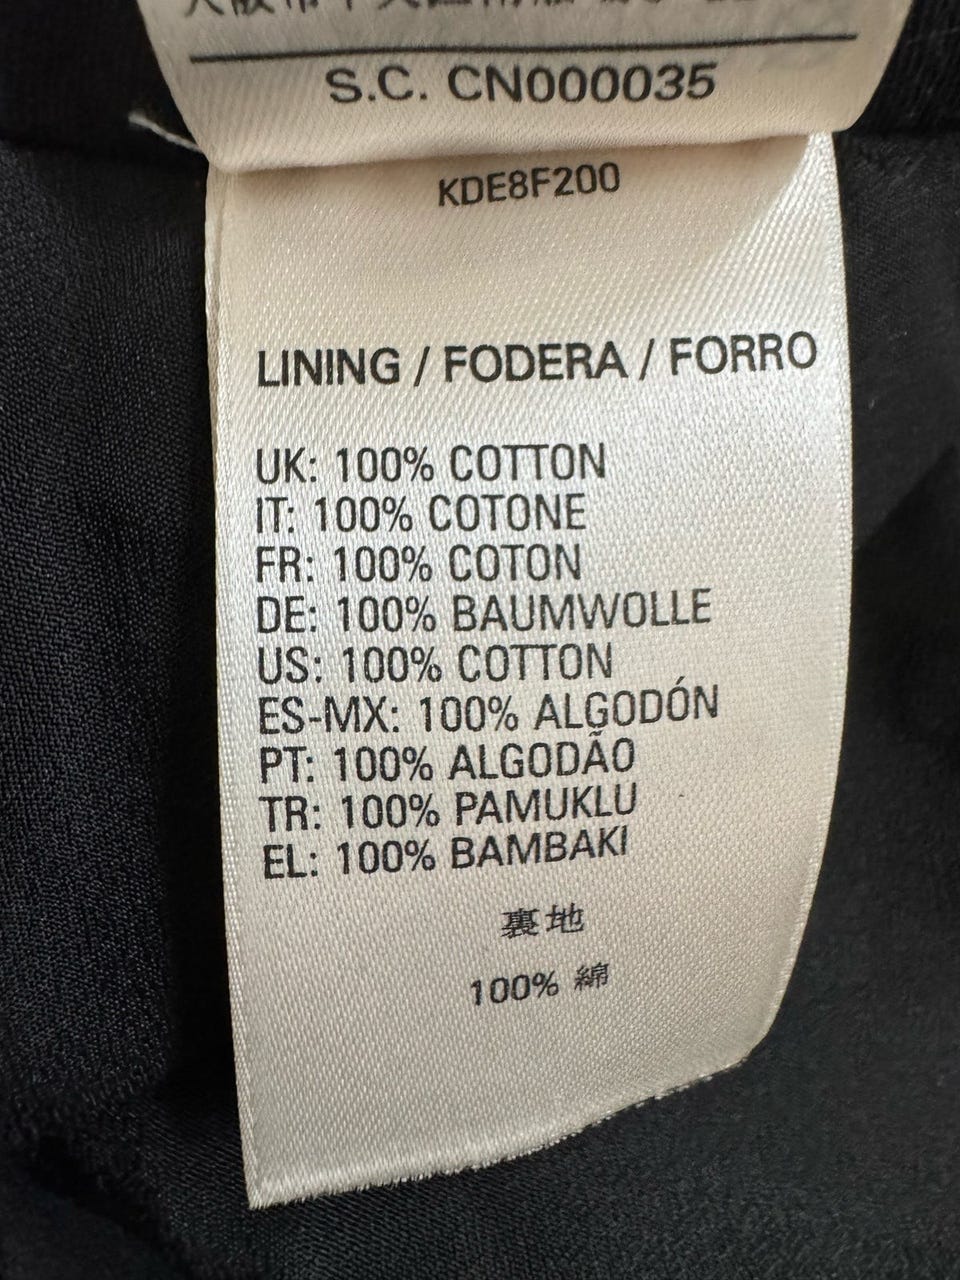 S.C. CN000035
KDE8F200
LINING / FODERA / FORRO
UK: 100% COTTON
IT: 100% COTONE
FR: 100% COTON
DE: 100% BAUMWOLLE
US: 100% COTTON
ES-MX: 100% ALGODÓN
PT: 100% ALGODÃO
TR: 100% PAMUKLU
EL: 100% BAMBAKI
裏地
100% 綿